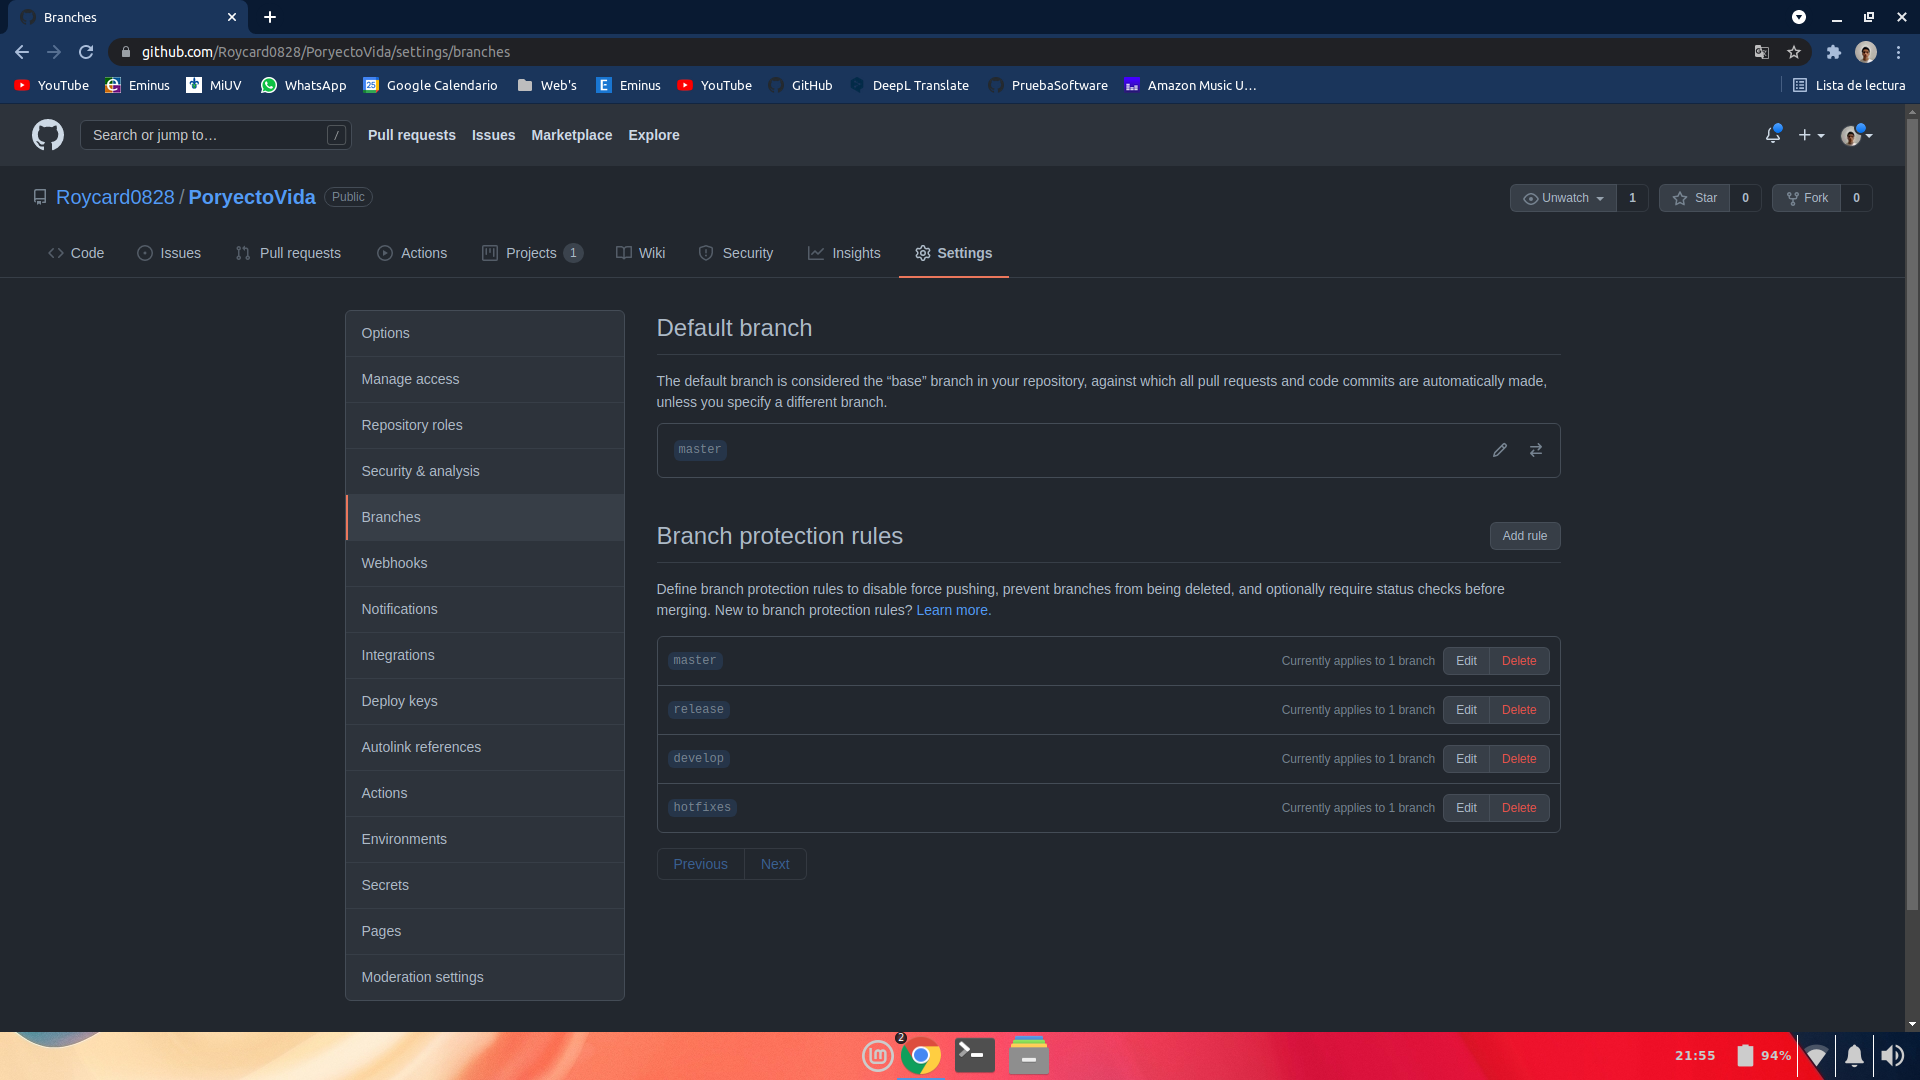 Branches
github.com/Roycard0828/PoryectoVida/settings/branches
YouTube Eminus MiUV WhatsApp Google Calendario Web's Eminus YouTube GitHub DeepL Translate PruebaSoftware Amazon Music U… Lista de lectura
Search or jump to… / Pull requests Issues Marketplace Explore
Roycard0828 / PoryectoVida Public Unwatch 1 Star 0 Fork 0
Code Issues Pull requests Actions Projects 1 Wiki Security Insights Settings
Options
Manage access
Repository roles
Security & analysis
Branches
Webhooks
Notifications
Integrations
Deploy keys
Autolink references
Actions
Environments
Secrets
Pages
Moderation settings
Default branch
The default branch is considered the “base” branch in your repository, against which all pull requests and code commits are automatically made,
unless you specify a different branch.
master
Branch protection rules Add rule
Define branch protection rules to disable force pushing, prevent branches from being deleted, and optionally require status checks before
merging. New to branch protection rules? Learn more.
master Currently applies to 1 branch Edit Delete
release Currently applies to 1 branch Edit Delete
develop Currently applies to 1 branch Edit Delete
hotfixes Currently applies to 1 branch Edit Delete
Previous Next
2
21:55 94%